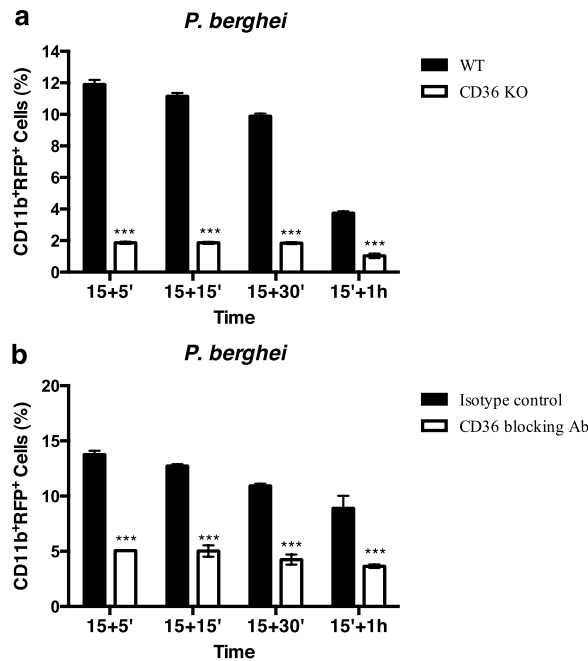 a
P. berghei
CD11b⁺RFP⁺ Cells (%)
14
12
10
8
6
4
2
0
***
***
***
***
15+5'
15+15'
15+30'
15'+1h
Time
WT
CD36 KO
b
P. berghei
CD11b⁺RFP⁺ Cells (%)
20
15
10
5
0
***
***
***
***
15+5'
15+15'
15+30'
15'+1h
Time
Isotype control
CD36 blocking Ab